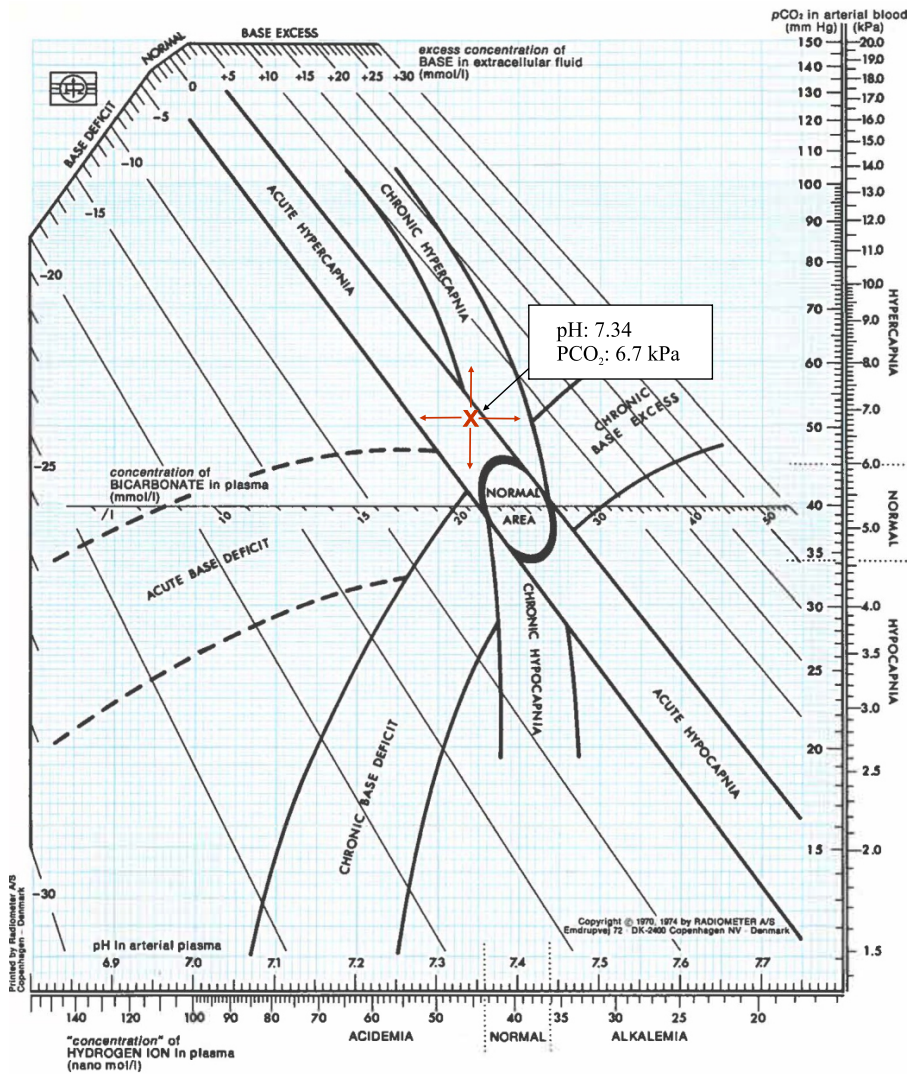 pCO₂ in arterial blood
(mm Hg) (kPa)
BASE EXCESS
NORMAL
BASE DEFICIT
excess concentration of
BASE in extracellular fluid
(mmol/l)
0 +5 +10 +15 +20 +25 +30
-5
-10
-15
-20
-25
-30
150 140 130 120 110 100 90 80 70 60 50 40 35 30 25 20 15
20.0 19.0 18.0 17.0 16.0 15.0 14.0 13.0 12.0 11.0 10.0 9.0 8.0 7.0 6.0 5.0 4.0 3.5 3.0 2.5 2.0 1.5
HYPERCAPNIA
NORMAL
HYPOCAPNIA
ACUTE HYPERCAPNIA
CHRONIC HYPERCAPNIA
pH: 7.34
PCO₂: 6.7 kPa
X
CHRONIC
BASE EXCESS
concentration of
BICARBONATE in plasma
(mmol/l)
10 15 20 30 40 50
NORMAL
AREA
ACUTE BASE DEFICIT
CHRONIC HYPOCAPNIA
ACUTE HYPOCAPNIA
CHRONIC BASE DEFICIT
Copyright © 1970, 1974 by RADIOMETER A/S
Emdrupvej 72 - DK-2400 Copenhagen NV - Denmark
Printed by Radiometer A/S
Copenhagen - Denmark
pH in arterial plasma
6.9 7.0 7.1 7.2 7.3 7.4 7.5 7.6 7.7
140 120 100 90 80 70 60 50 40 35 30 25 20
ACIDEMIA NORMAL ALKALEMIA
"concentration" of
HYDROGEN ION in plasma
(nano mol/l)